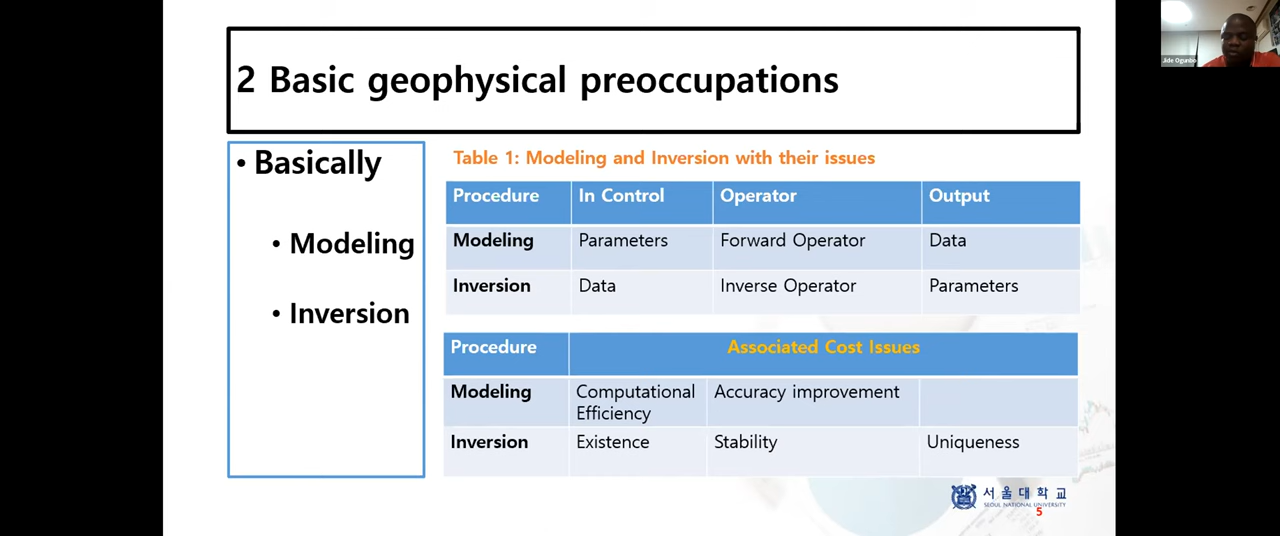 2 Basic geophysical preoccupations
• Basically
• Modeling
• Inversion
Table 1: Modeling and Inversion with their issues
Procedure In Control Operator Output
Modeling Parameters Forward Operator Data
Inversion Data Inverse Operator Parameters
Procedure Associated Cost Issues
Modeling Computational Efficiency Accuracy improvement
Inversion Existence Stability Uniqueness
서울대학교
SEOUL NATIONAL UNIVERSITY
5
Jide Ogunbo